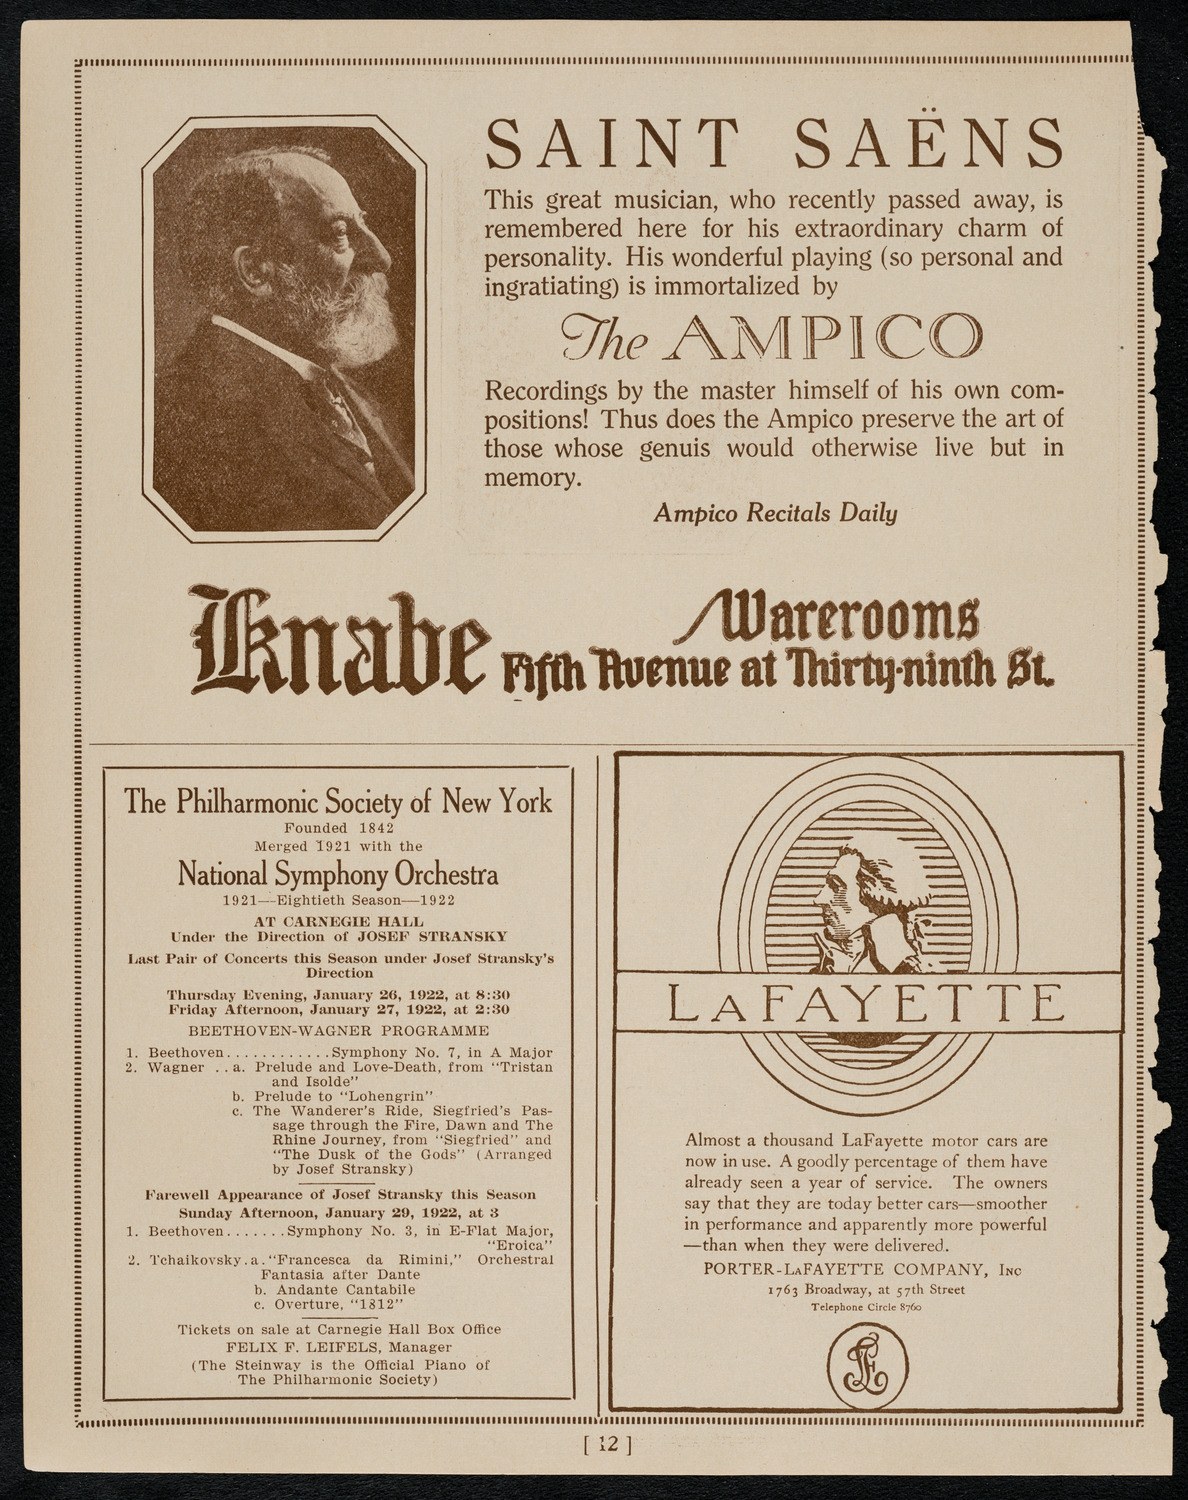 SAINT SAËNS
This great musician, who recently passed away, is
remembered here for his extraordinary charm of
personality. His wonderful playing (so personal and
ingratiating) is immortalized by
The AMPICO
Recordings by the master himself of his own com-
positions! Thus does the Ampico preserve the art of
those whose genuis would otherwise live but in
memory.
Ampico Recitals Daily
Knabe Warerooms
Fifth Avenue at Thirty-ninth St.
The Philharmonic Society of New York
Founded 1842
Merged 1921 with the
National Symphony Orchestra
1921—Eightieth Season—1922
AT CARNEGIE HALL
Under the Direction of JOSEF STRANSKY
Last Pair of Concerts this Season under Josef Stransky's
Direction
Thursday Evening, January 26, 1922, at 8:30
Friday Afternoon, January 27, 1922, at 2:30
BEETHOVEN-WAGNER PROGRAMME
1. Beethoven............Symphony No. 7, in A Major
2. Wagner ..a. Prelude and Love-Death, from "Tristan
and Isolde"
b. Prelude to "Lohengrin"
c. The Wanderer's Ride, Siegfried's Pas-
sage through the Fire, Dawn and The
Rhine Journey, from "Siegfried" and
"The Dusk of the Gods" (Arranged
by Josef Stransky)
Farewell Appearance of Josef Stransky this Season
Sunday Afternoon, January 29, 1922, at 3
1. Beethoven.......Symphony No. 3, in E-Flat Major,
"Eroica"
2. Tchaikovsky.a."Francesca da Rimini," Orchestral
Fantasia after Dante
b. Andante Cantabile
c. Overture, "1812"
Tickets on sale at Carnegie Hall Box Office
FELIX F. LEIFELS, Manager
(The Steinway is the Official Piano of
The Philharmonic Society)
LAFAYETTE
Almost a thousand LaFayette motor cars are
now in use. A goodly percentage of them have
already seen a year of service. The owners
say that they are today better cars—smoother
in performance and apparently more powerful
—than when they were delivered.
PORTER-LAFAYETTE COMPANY, INC
1763 Broadway, at 57th Street
Telephone Circle 8760
[ 12 ]